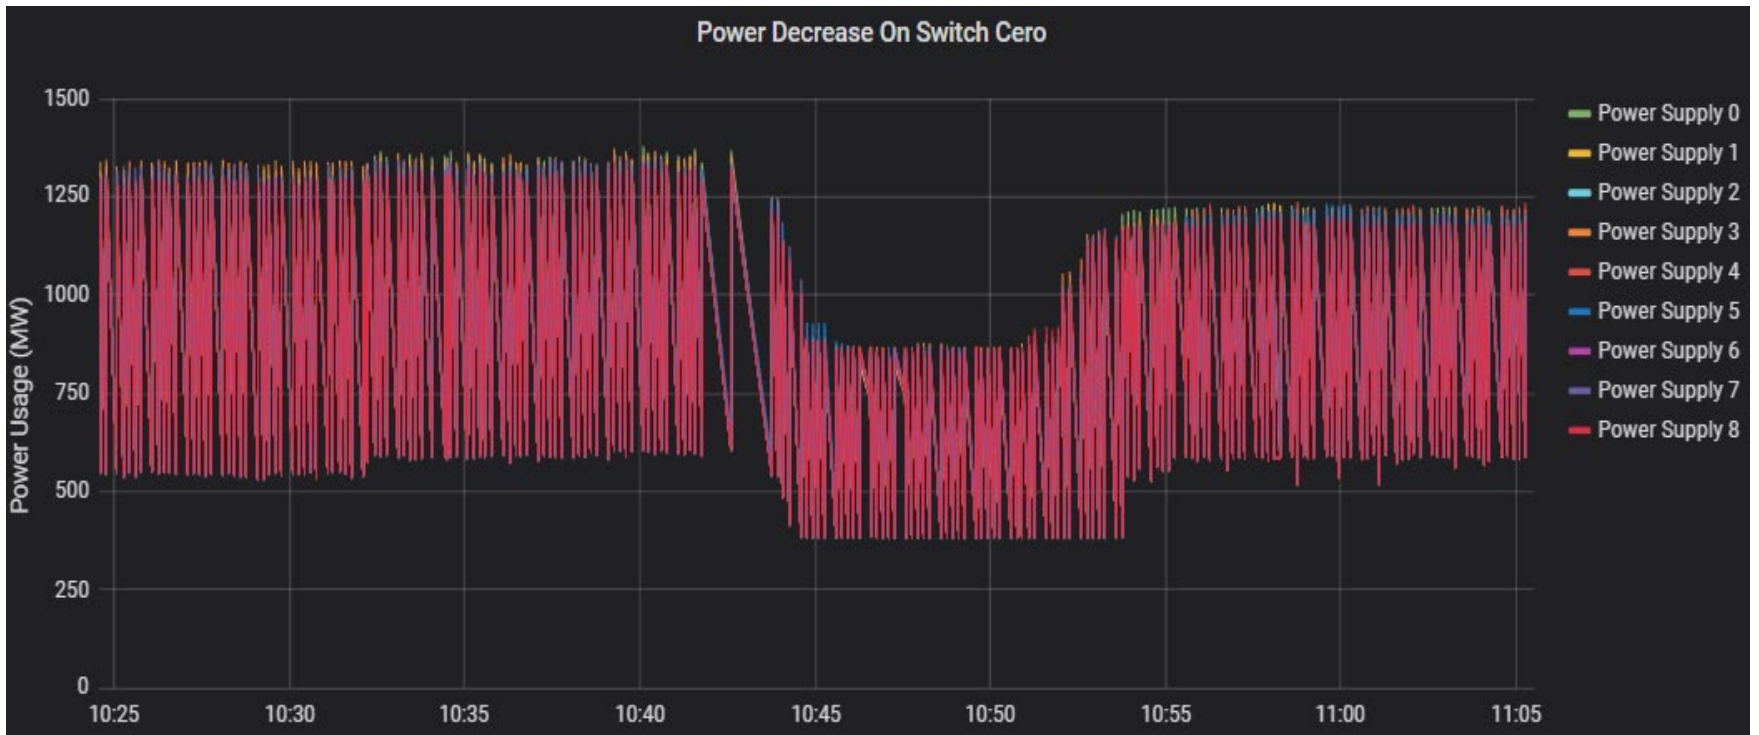 Power Decrease On Switch Cero
Power Usage (MW)
1500
1250
1000
750
500
250
0
10:25
10:30
10:35
10:40
10:45
10:50
10:55
11:00
11:05
Power Supply 0
Power Supply 1
Power Supply 2
Power Supply 3
Power Supply 4
Power Supply 5
Power Supply 6
Power Supply 7
Power Supply 8